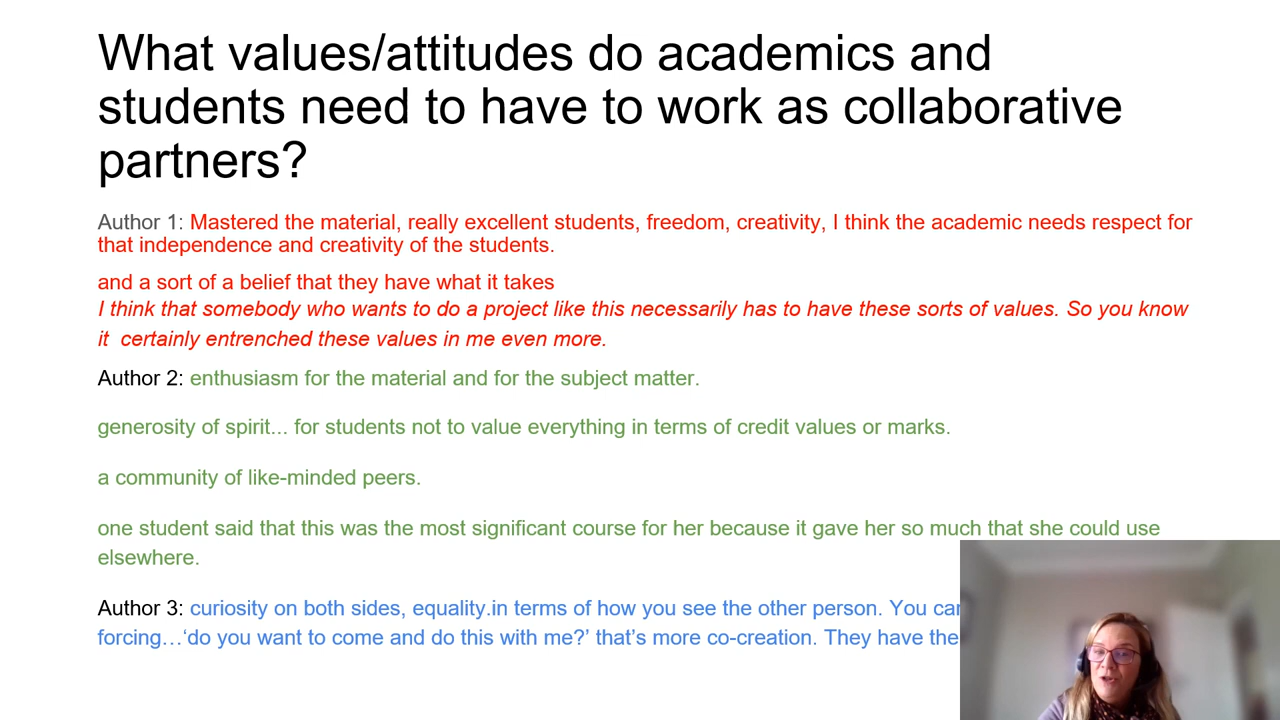 What values/attitudes do academics and
students need to have to work as collaborative
partners?
Author 1: Mastered the material, really excellent students, freedom, creativity, I think the academic needs respect for
that independence and creativity of the students.
and a sort of a belief that they have what it takes
I think that somebody who wants to do a project like this necessarily has to have these sorts of values. So you know
it certainly entrenched these values in me even more.
Author 2: enthusiasm for the material and for the subject matter.
generosity of spirit... for students not to value everything in terms of credit values or marks.
a community of like-minded peers.
one student said that this was the most significant course for her because it gave her so much that she could use
elsewhere.
Author 3: curiosity on both sides, equality.in terms of how you see the other person. You
forcing…‘do you want to come and do this with me?’ that’s more co-creation. They have